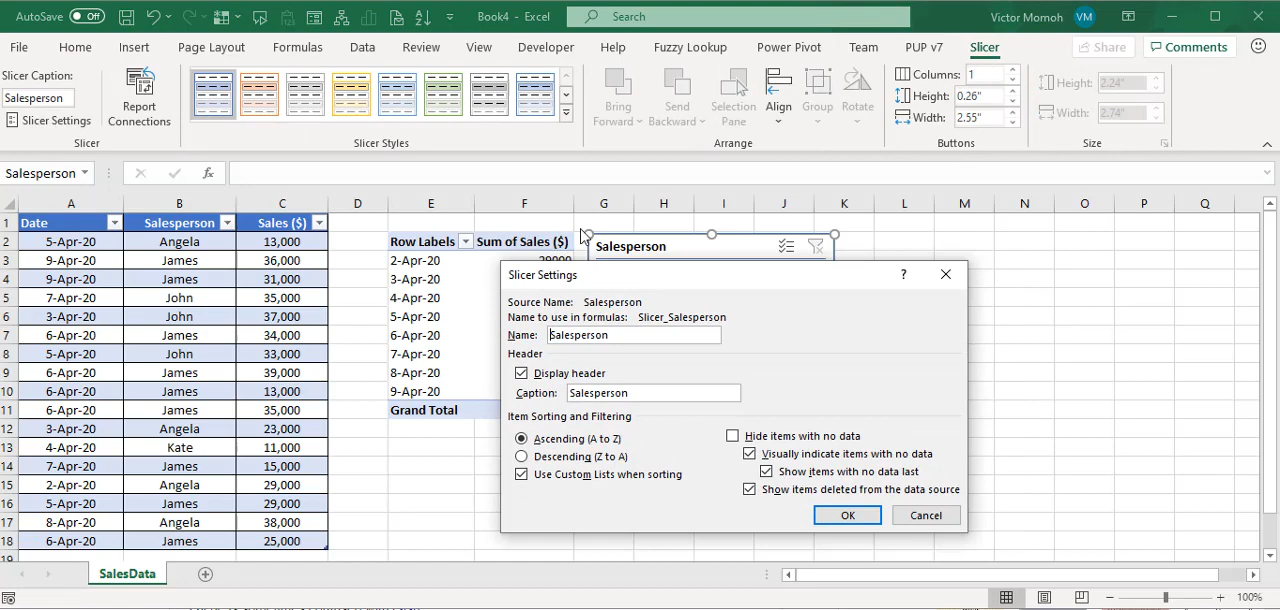 AutoSave Off Book4 - Excel Search Victor Momoh VM
File Home Insert Draw Page Layout Formulas Data Review View Developer Help Fuzzy Lookup Power Pivot Team PUP v7 Slicer Share Comments
Slicer Caption:
Salesperson
Slicer Settings
Report Connections
Slicer
Slicer Styles
Bring Forward
Send Backward
Selection Pane
Align
Group
Rotate
Arrange
Columns: 1
Height: 0.26"
Width: 2.55"
Buttons
Height: 2.24"
Width: 2.74"
Size
Salesperson fx
A B C D E F G H I J K L M N O P Q
1 Date Salesperson Sales ($)
2 5-Apr-20 Angela 13,000 Row Labels Sum of Sales ($) Salesperson
3 9-Apr-20 James 36,000 2-Apr-20 29000
4 9-Apr-20 James 31,000 3-Apr-20
5 7-Apr-20 John 35,000 4-Apr-20
6 3-Apr-20 John 37,000 5-Apr-20
7 6-Apr-20 James 34,000 6-Apr-20
8 5-Apr-20 John 33,000 7-Apr-20
9 6-Apr-20 James 39,000 8-Apr-20
10 6-Apr-20 James 13,000 9-Apr-20
11 6-Apr-20 James 35,000 Grand Total
12 3-Apr-20 Angela 23,000
13 4-Apr-20 Kate 11,000
14 7-Apr-20 James 15,000
15 2-Apr-20 Angela 29,000
16 5-Apr-20 James 29,000
17 8-Apr-20 Angela 38,000
18 6-Apr-20 James 25,000
19
Slicer Settings ?
Source Name: Salesperson
Name to use in formulas: Slicer_Salesperson
Name: Salesperson
Header
Display header
Caption: Salesperson
Item Sorting and Filtering
Ascending (A to Z)
Descending (Z to A)
Use Custom Lists when sorting
Hide items with no data
Visually indicate items with no data
Show items with no data last
Show items deleted from the data source
OK Cancel
SalesData
100%